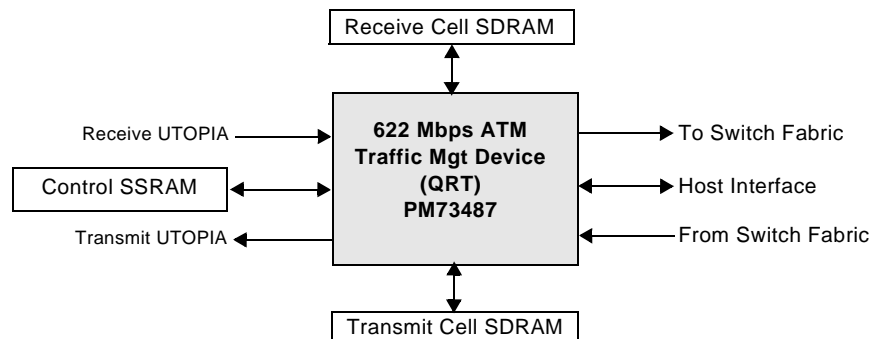 Receive Cell SDRAM
Receive UTOPIA
622 Mbps ATM
Traffic Mgt Device
(QRT)
PM73487
To Switch Fabric
Control SSRAM
Host Interface
Transmit UTOPIA
From Switch Fabric
Transmit Cell SDRAM